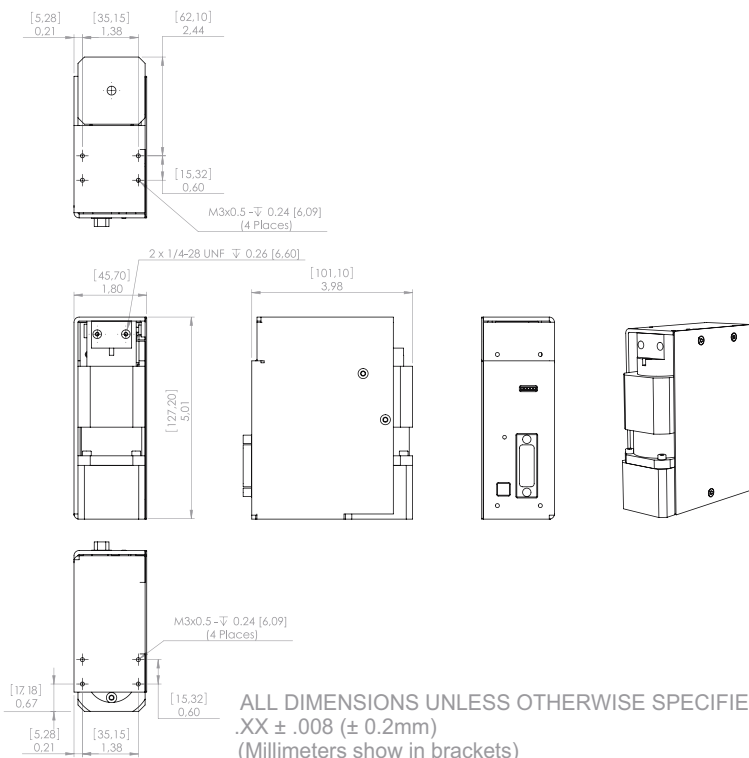 [5,28]
0,21
[35,15]
1,38
[62,10]
2,44
[15,32]
0,60
M3x0.5 -↧ 0.24 [6,09]
(4 Places)
2 x 1/4-28 UNF ↧ 0.26 [6,60]
[45,70]
1,80
[101,10]
3,98
[127,20]
5,01
M3x0.5 -↧ 0.24 [6,09]
(4 Places)
[17,18]
0,67
[15,32]
0,60
[5,28]
0,21
[35,15]
1,38
ALL DIMENSIONS UNLESS OTHERWISE SPECIFIE
.XX ± .008 (± 0.2mm)
(Millimeters show in brackets)